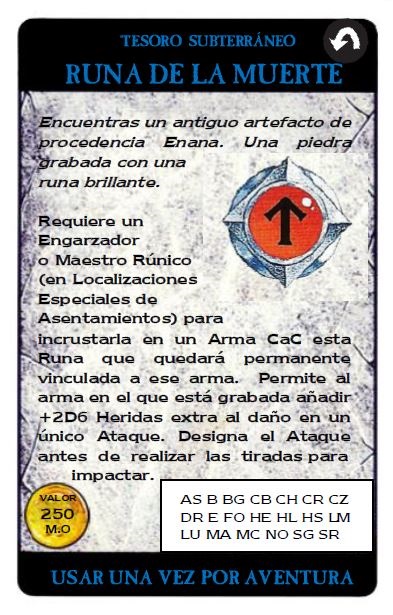 TESORO SUBTERRÁNEO
RUNA DE LA MUERTE
Encuentras un antiguo artefacto de
procedencia Enana. Una piedra
grabada con una
runa brillante.
Requiere un
Engarzador
o Maestro Rúnico
(en Localizaciones
Especiales de
Asentamientos) para
incrustarla en un Arma CaC esta
Runa que quedará permanente
vinculada a ese arma. Permite al
arma en el que está grabada añadir
+2D6 Heridas extra al daño en un
único Ataque. Designa el Ataque
antes de realizar las tiradas para
impactar.
VALOR
250
M.O
AS B BG CB CH CR CZ
DR E FO HE HL HS LM
LU MA MC NO SG SR
USAR UNA VEZ POR AVENTURA